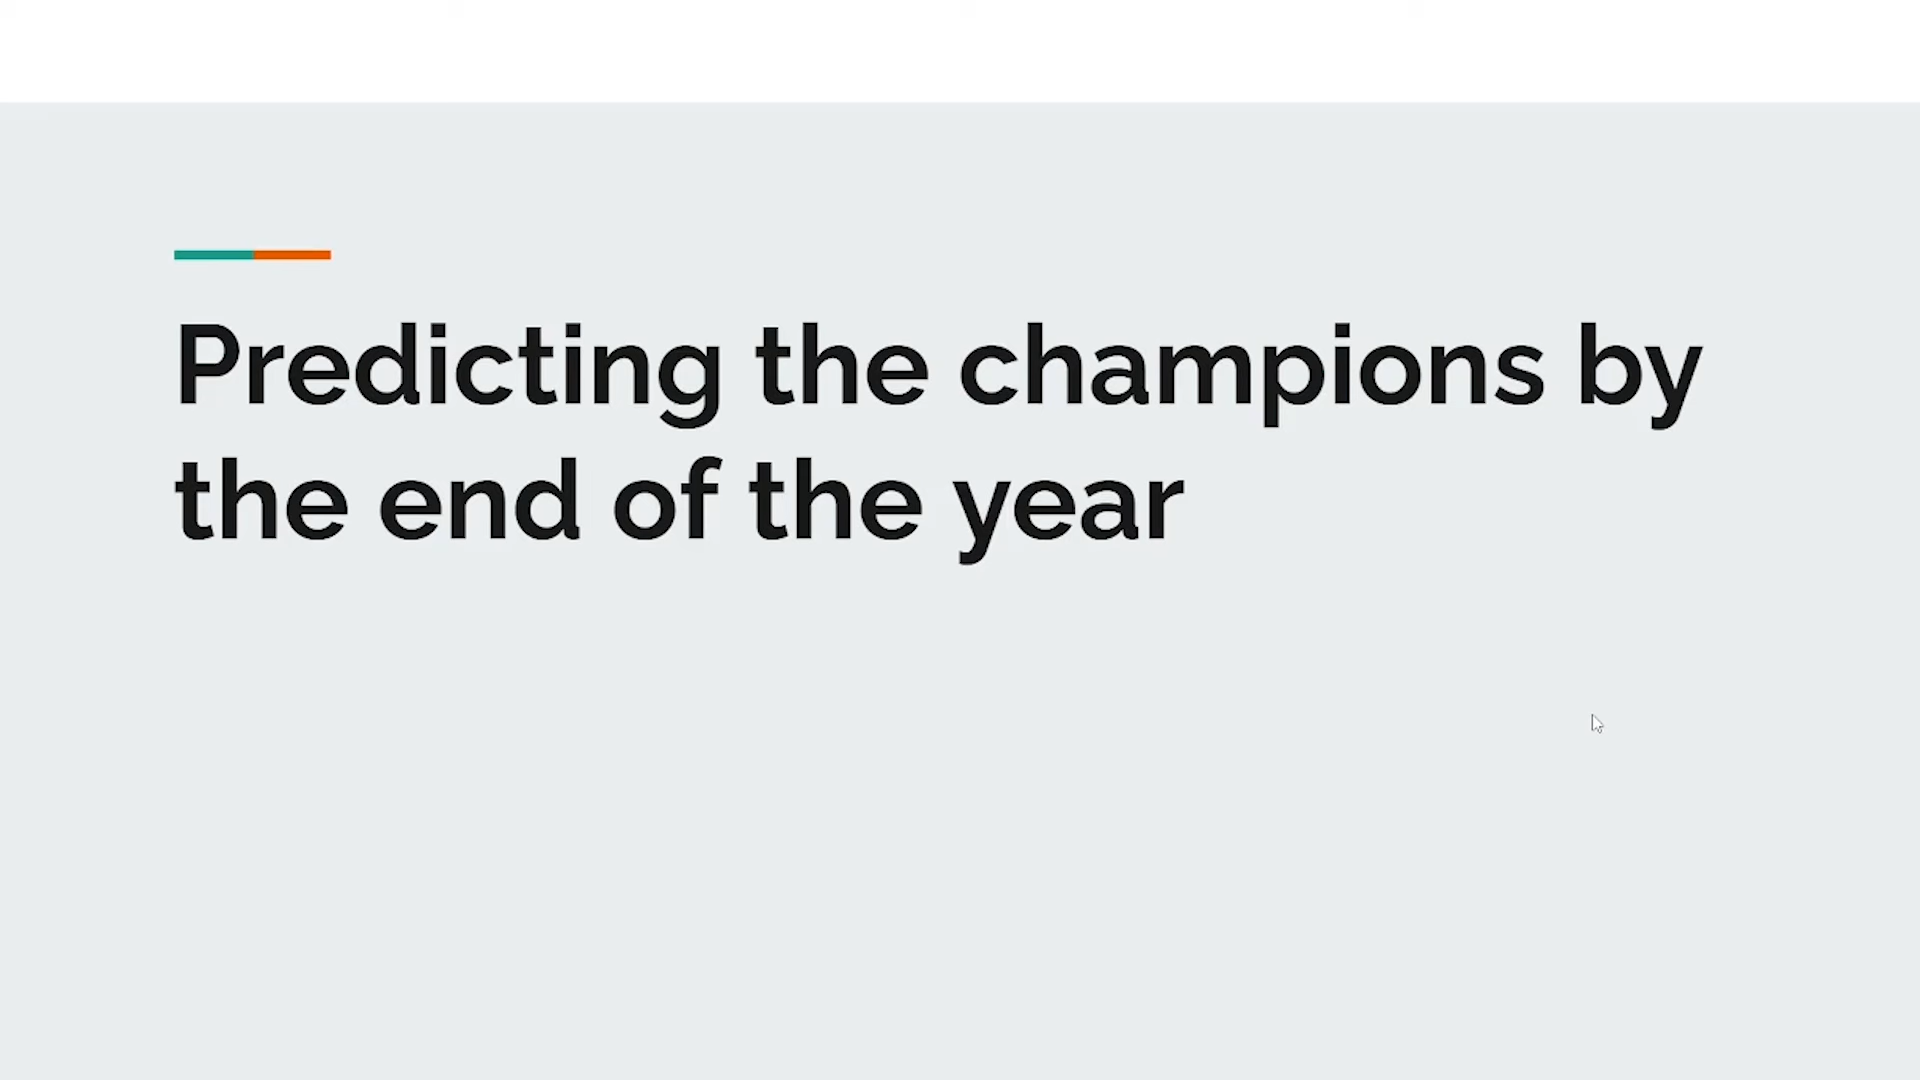 Predicting the champions by
the end of the year